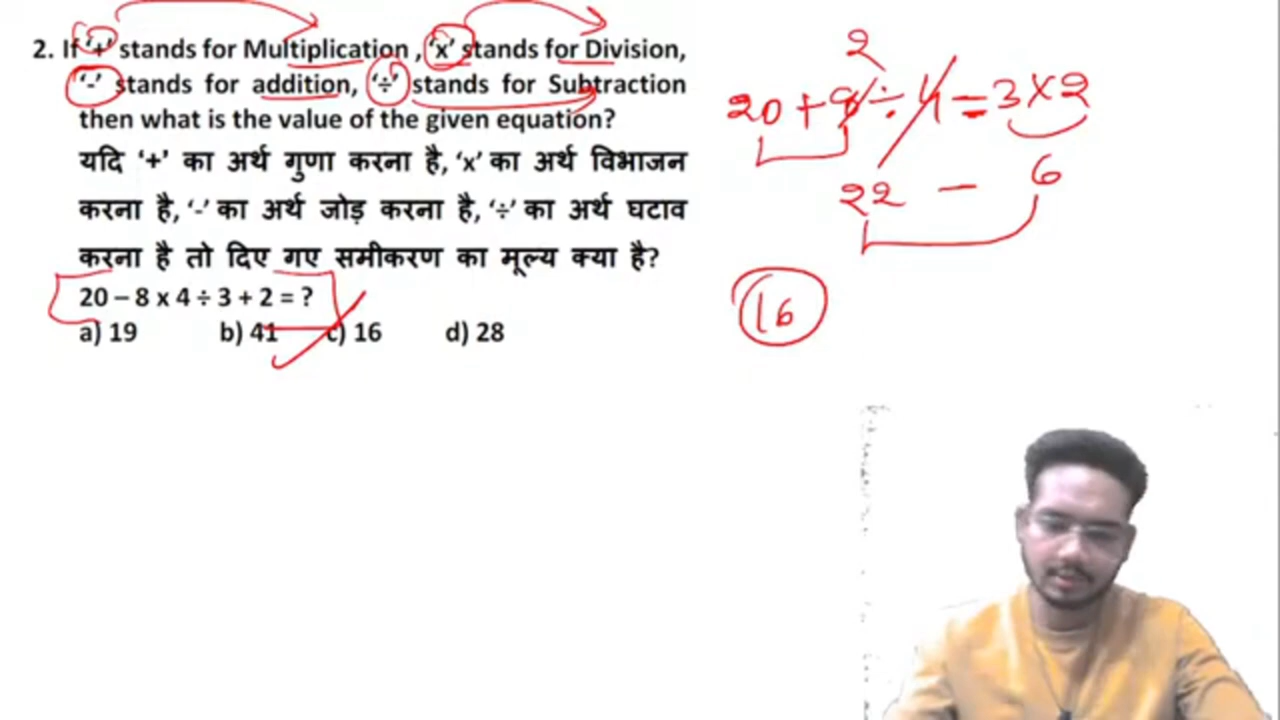 2. If ‘+’ stands for Multiplication , ‘x’ stands for Division,
‘-’ stands for addition, ‘÷’ stands for Subtraction
then what is the value of the given equation?
यदि ‘+’ का अर्थ गुणा करना है, ‘x’ का अर्थ विभाजन
करना है, ‘-’ का अर्थ जोड़ करना है, ‘÷’ का अर्थ घटाव
करना है तो दिए गए समीकरण का मूल्य क्या है?
20 – 8 x 4 ÷ 3 + 2 = ?
a) 19 b) 41 c) 16 d) 28
2
20 + 8 ÷ 4 - 3 x 2
22 - 6
16